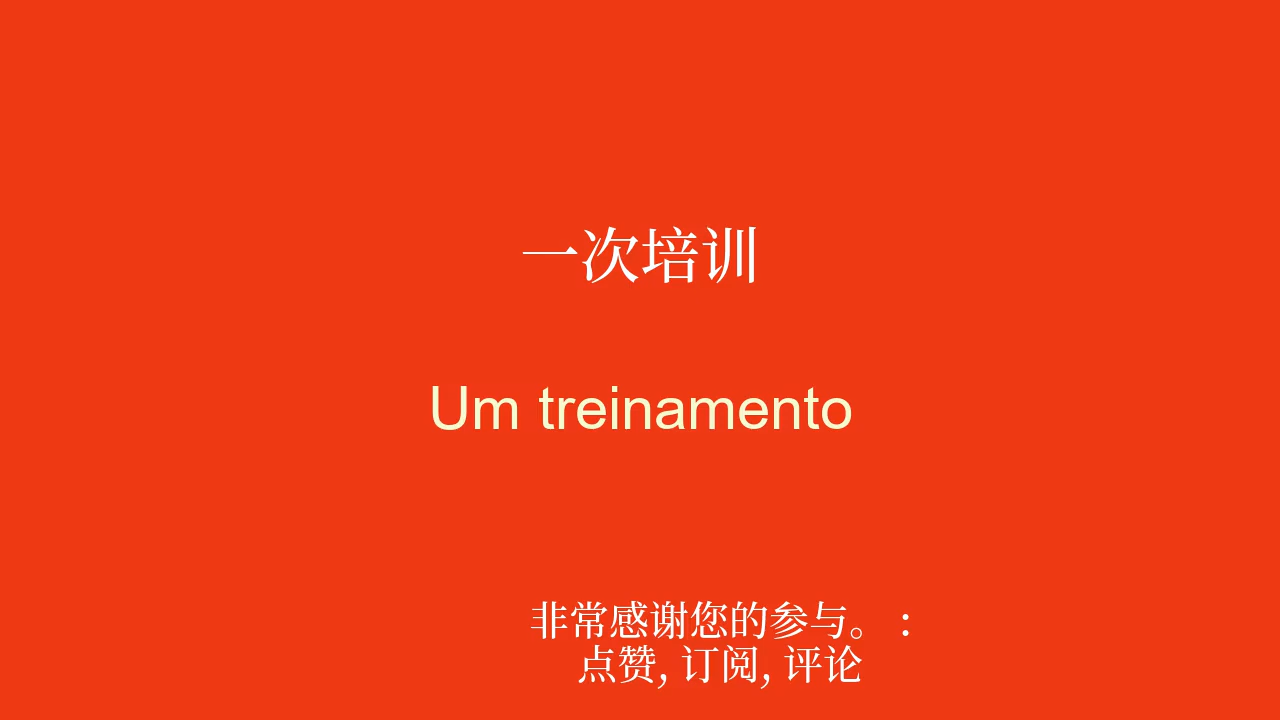 一次培训
Um treinamento
非常感谢您的参与。 :
点赞, 订阅, 评论